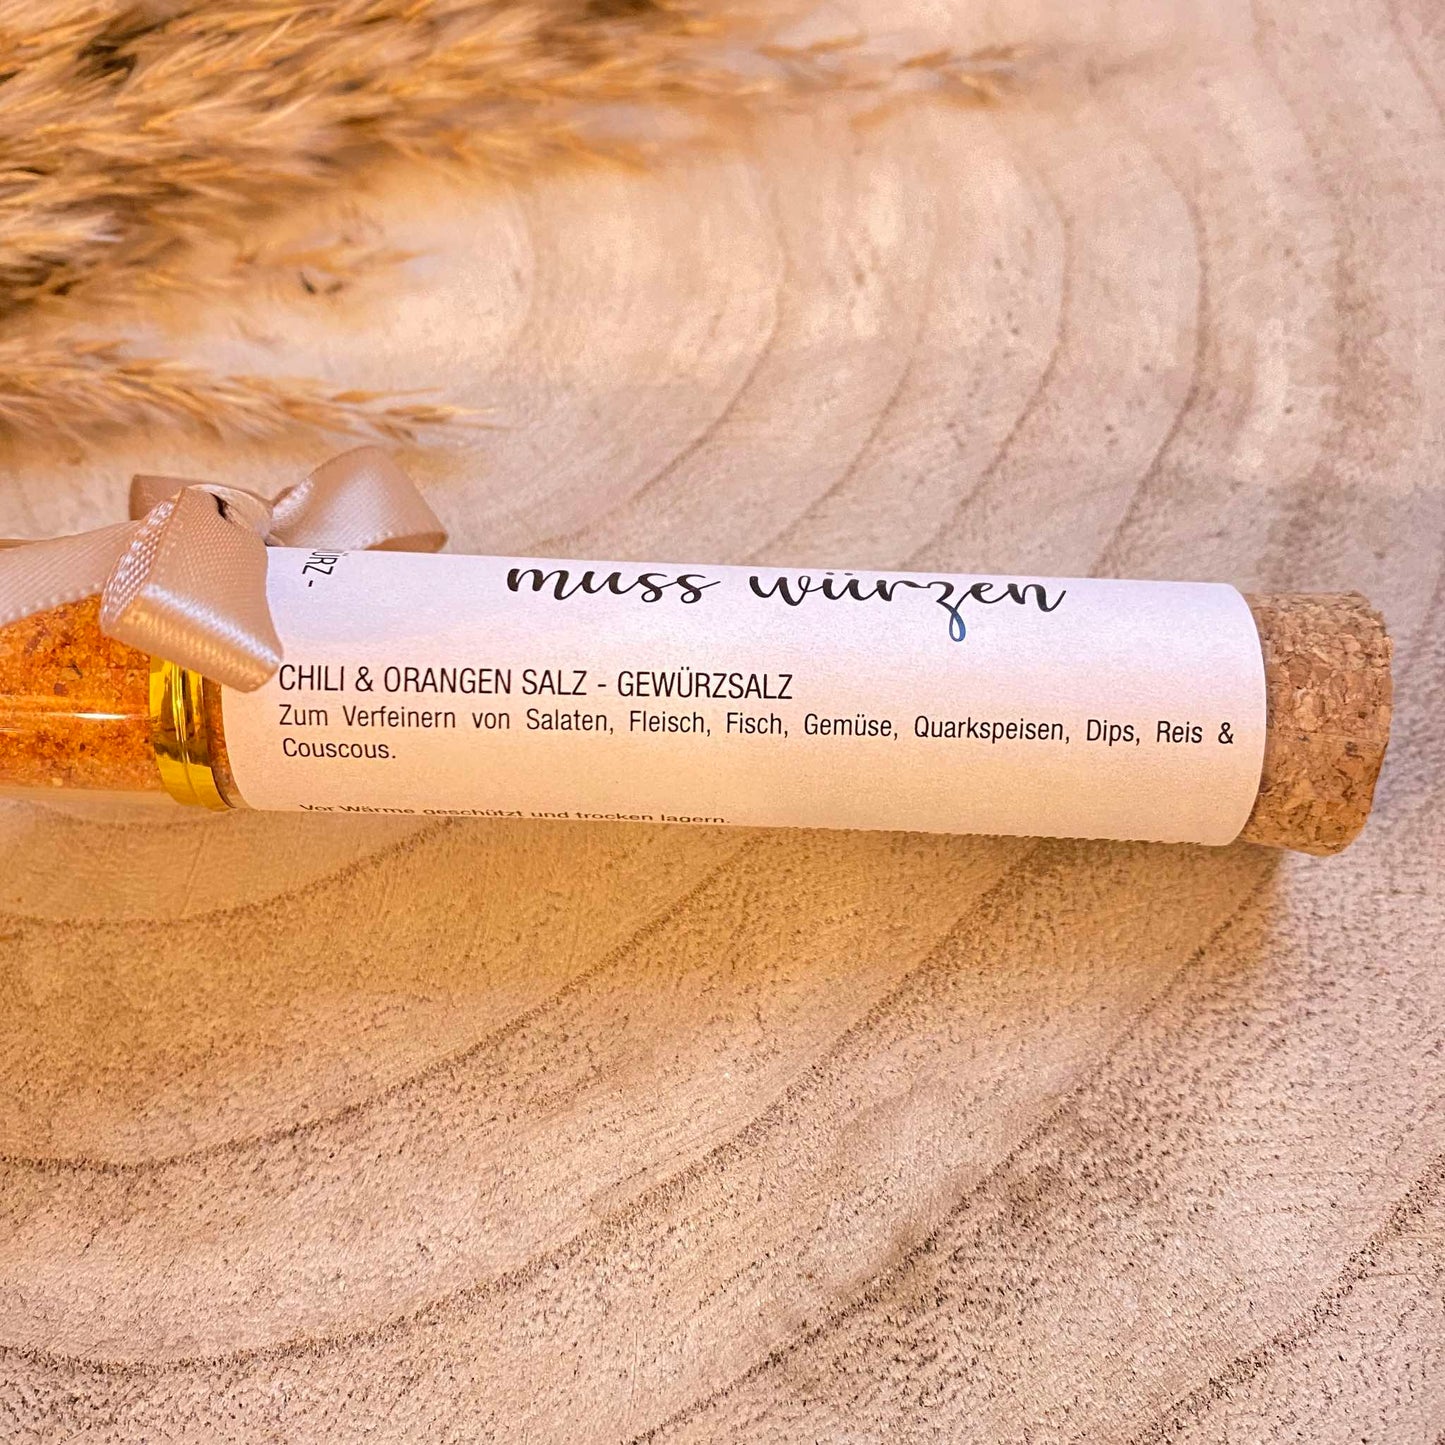 muss würzen
CHILI & ORANGEN SALZ - GEWÜRZSALZ
Zum Verfeinern von Salaten, Fleisch, Fisch, Gemüse, Quarkspeisen, Dips, Reis &
Couscous.
Vor Wärme geschützt und trocken lagern.